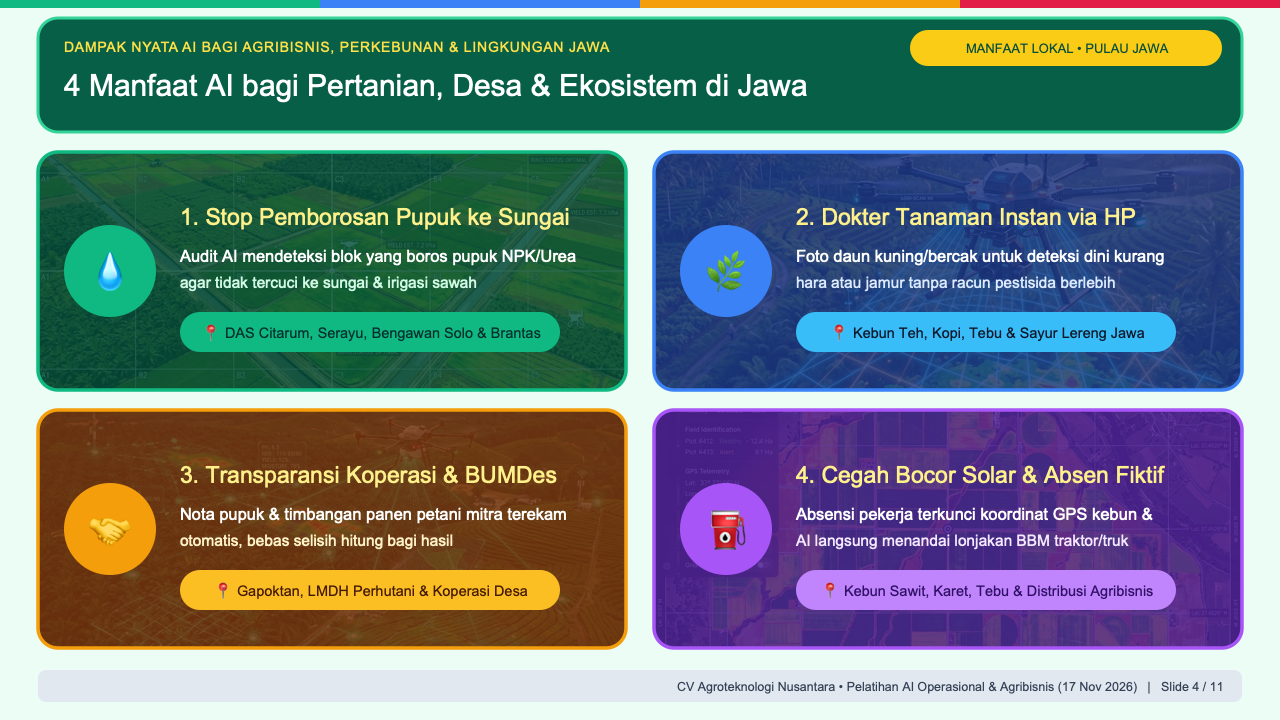 DAMPAK NYATA AI BAGI AGRIBISNIS, PERKEBUNAN & LINGKUNGAN JAWA
MANFAAT LOKAL • PULAU JAWA
4 Manfaat AI bagi Pertanian, Desa & Ekosistem di Jawa
1. Stop Pemborosan Pupuk ke Sungai
Audit AI mendeteksi blok yang boros pupuk NPK/Urea
agar tidak tercuci ke sungai & irigasi sawah
📍 DAS Citarum, Serayu, Bengawan Solo & Brantas
2. Dokter Tanaman Instan via HP
Foto daun kuning/bercak untuk deteksi dini kurang
hara atau jamur tanpa racun pestisida berlebih
📍 Kebun Teh, Kopi, Tebu & Sayur Lereng Jawa
3. Transparansi Koperasi & BUMDes
Nota pupuk & timbangan panen petani mitra terekam
otomatis, bebas selisih hitung bagi hasil
📍 Gapoktan, LMDH Perhutani & Koperasi Desa
Field Identification
4. Cegah Bocor Solar & Absen Fiktif
Absensi pekerja terkunci koordinat GPS kebun &
AI langsung menandai lonjakan BBM traktor/truk
📍 Kebun Sawit, Karet, Tebu & Distribusi Agribisnis
CV Agroteknologi Nusantara • Pelatihan AI Operasional & Agribisnis (17 Nov 2026) | Slide 4 / 11